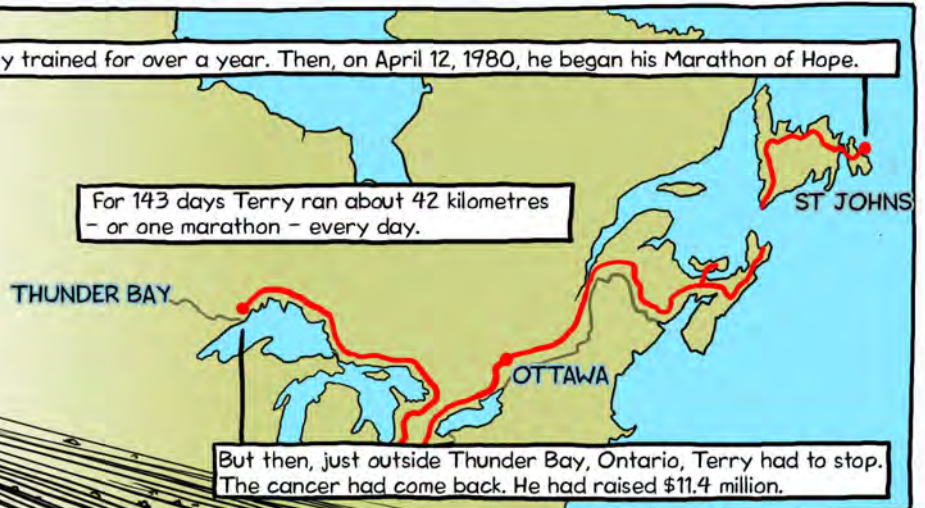 y trained for over a year. Then, on April 12, 1980, he began his Marathon of Hope.
For 143 days Terry ran about 42 kilometres
- or one marathon - every day.
ST JOHNS
THUNDER BAY
OTTAWA
But then, just outside Thunder Bay, Ontario, Terry had to stop.
The cancer had come back. He had raised $11.4 million.